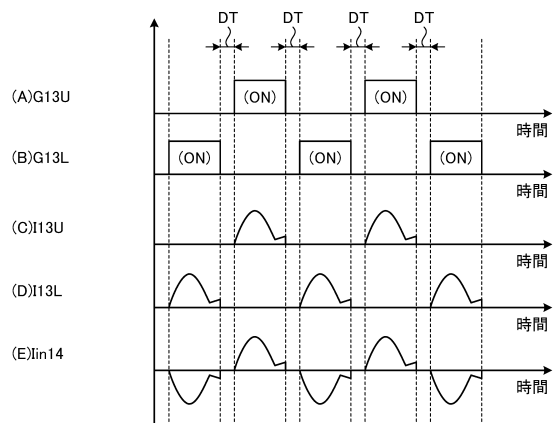 DT DT DT DT
(A)G13U (ON) (ON)
時間
(B)G13L (ON) (ON) (ON)
時間
(C)I13U
時間
(D)I13L
時間
(E)Iin14
時間